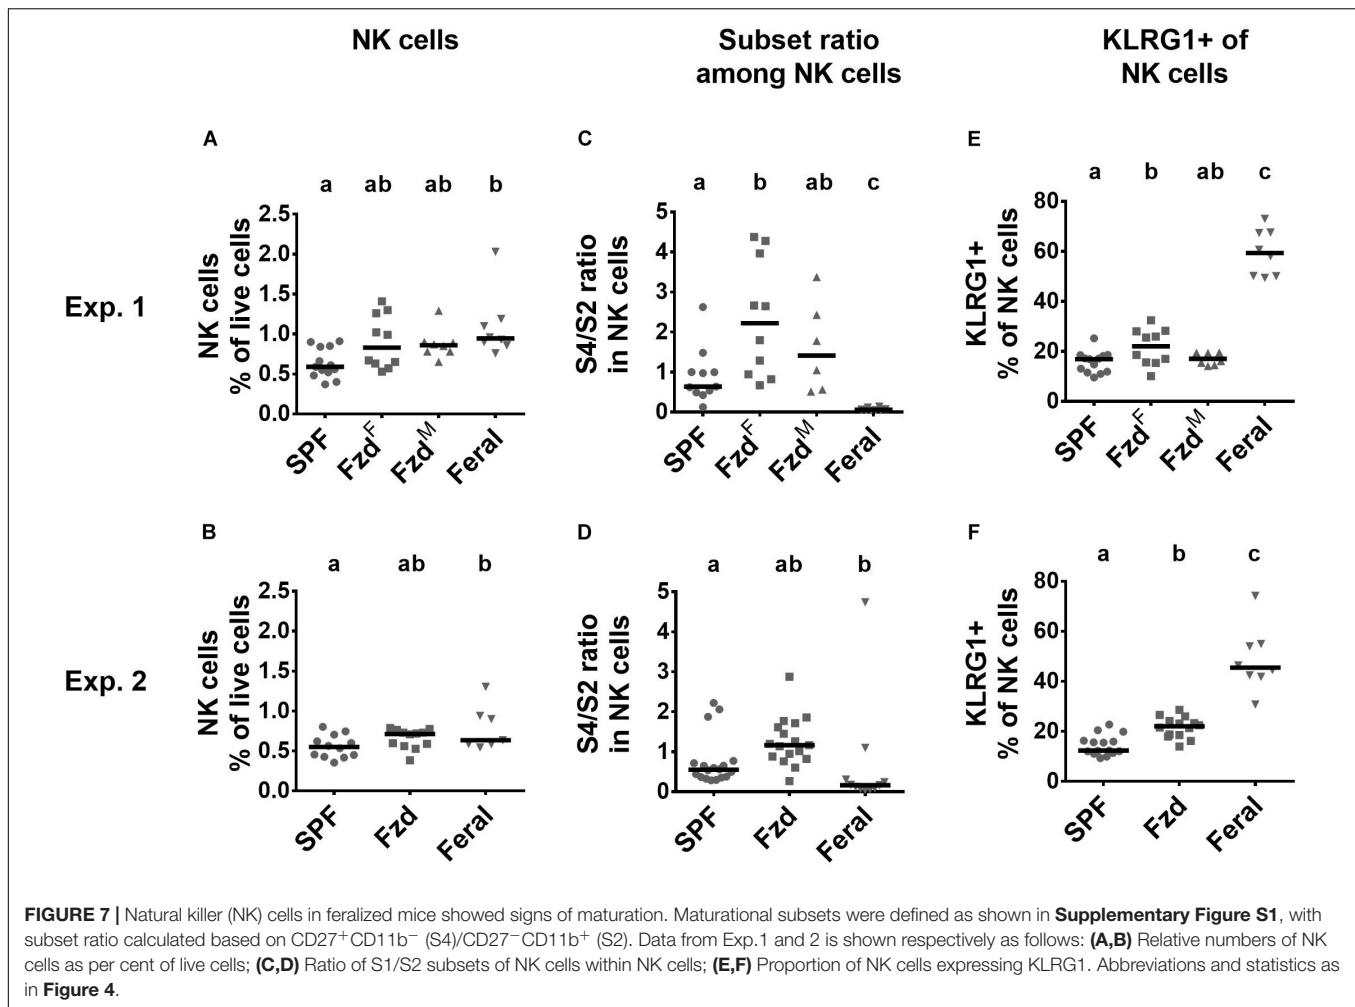 NK cells
Subset ratio
among NK cells
KLRG1+ of
NK cells
Exp. 1
A
a ab ab b
NK cells
% of live cells
2.5
2.0
1.5
1.0
0.5
0.0
SPF Fzd^F Fzd^M Feral
C
a b ab c
S4/S2 ratio
in NK cells
5
4
3
2
1
0
SPF Fzd^F Fzd^M Feral
E
a b ab c
KLRG1+
% of NK cells
80
60
40
20
0
SPF Fzd^F Fzd^M Feral
Exp. 2
B
a ab b
NK cells
% of live cells
2.5
2.0
1.5
1.0
0.5
0.0
SPF Fzd Feral
D
a ab b
S4/S2 ratio
in NK cells
5
4
3
2
1
0
SPF Fzd Feral
F
a b c
KLRG1+
% of NK cells
80
60
40
20
0
SPF Fzd Feral
FIGURE 7 | Natural killer (NK) cells in feralized mice showed signs of maturation. Maturational subsets were defined as shown in Supplementary Figure S1, with
subset ratio calculated based on CD27⁺CD11b⁻ (S4)/CD27⁻CD11b⁺ (S2). Data from Exp.1 and 2 is shown respectively as follows: (A,B) Relative numbers of NK
cells as per cent of live cells; (C,D) Ratio of S1/S2 subsets of NK cells within NK cells; (E,F) Proportion of NK cells expressing KLRG1. Abbreviations and statistics as
in Figure 4.